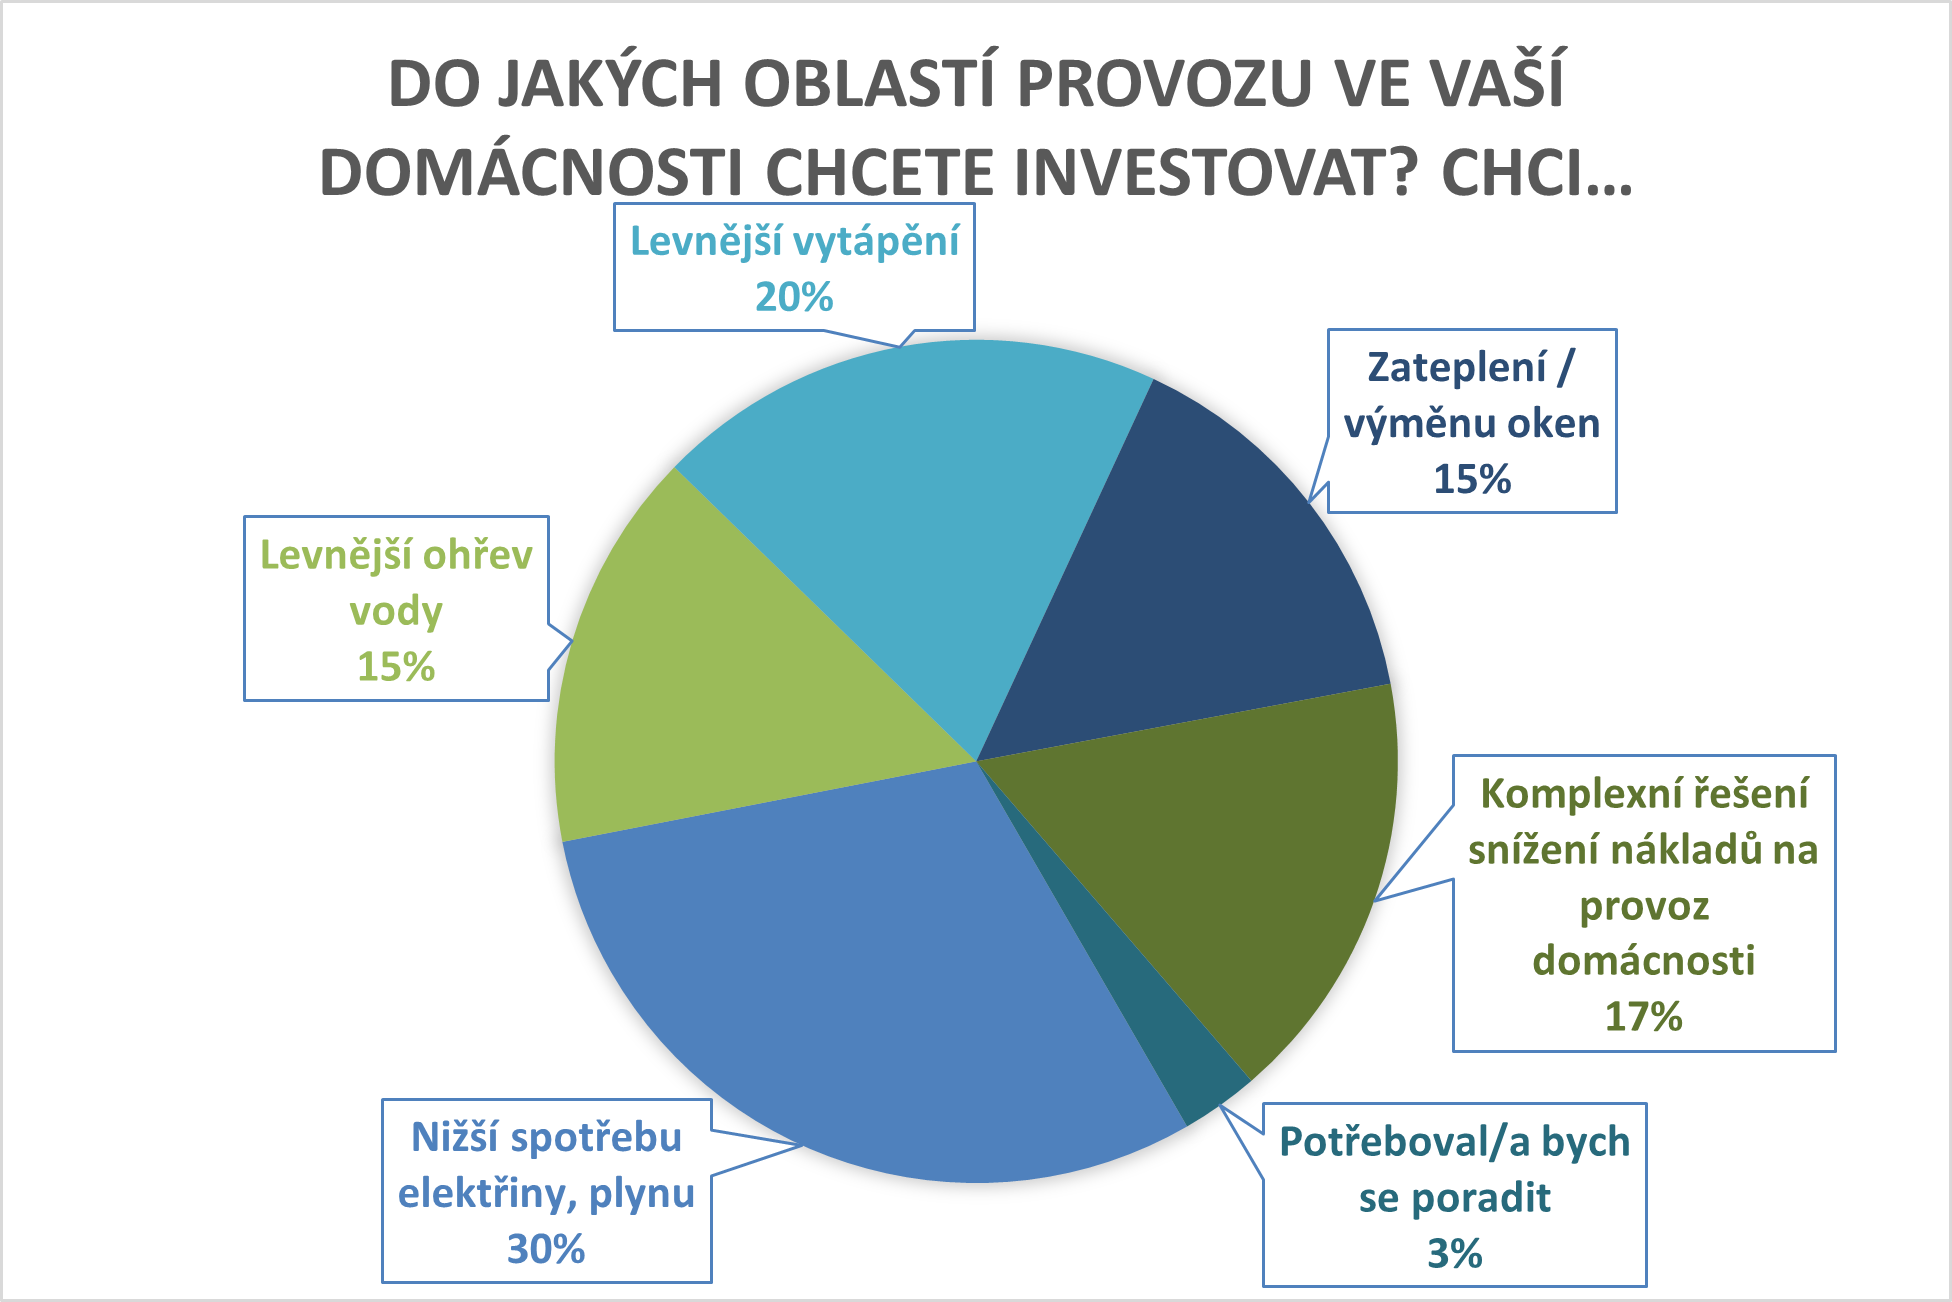 DO JAKÝCH OBLASTÍ PROVOZU VE VAŠÍ
DOMÁCNOSTI CHCETE INVESTOVAT? CHCI...
Levnější vytápění
20%
Zateplení /
výměnu oken
15%
Levnější ohřev
vody
15%
Komplexní řešení
snížení nákladů na
provoz
domácnosti
17%
Nižší spotřebu
elektřiny, plynu
30%
Potřeboval/a bych
se poradit
3%